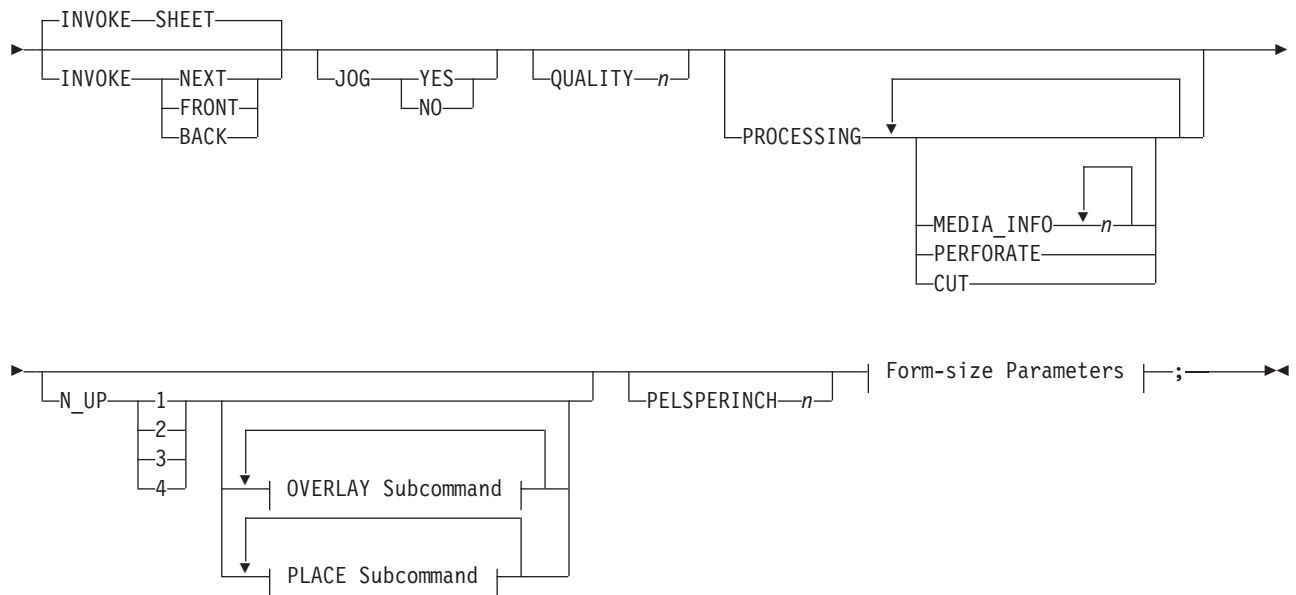 INVOKE SHEET
INVOKE NEXT JOG YES QUALITY n
FRONT NO
BACK PROCESSING
MEDIA_INFO n
PERFORATE
CUT
N_UP 1 PELSPERINCH n Form-size Parameters ;
2
3
4
OVERLAY Subcommand
PLACE Subcommand